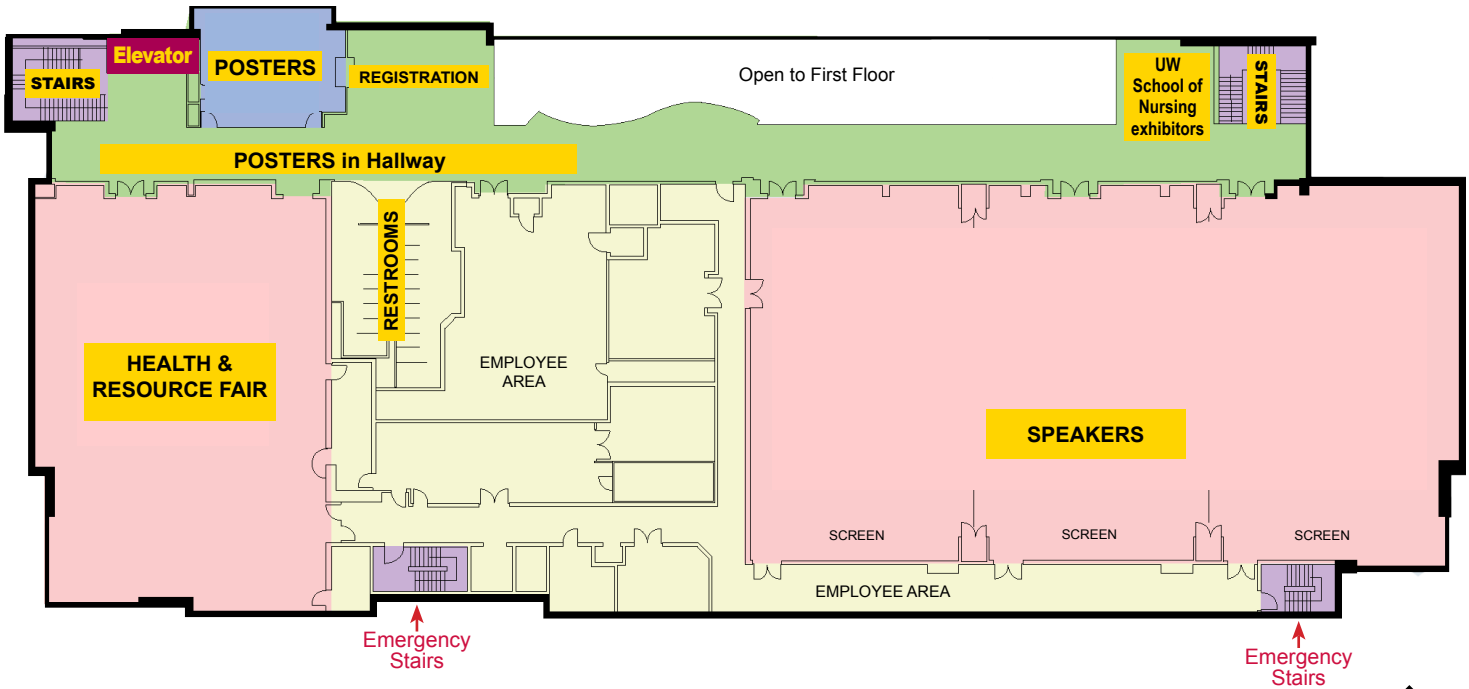 Elevator
POSTERS
STAIRS
REGISTRATION
Open to First Floor
UW
School of
Nursing
exhibitors
STAIRS
POSTERS in Hallway
RESTROOMS
HEALTH &
RESOURCE FAIR
EMPLOYEE
AREA
SPEAKERS
SCREEN
SCREEN
SCREEN
EMPLOYEE AREA
Emergency
Stairs
Emergency
Stairs